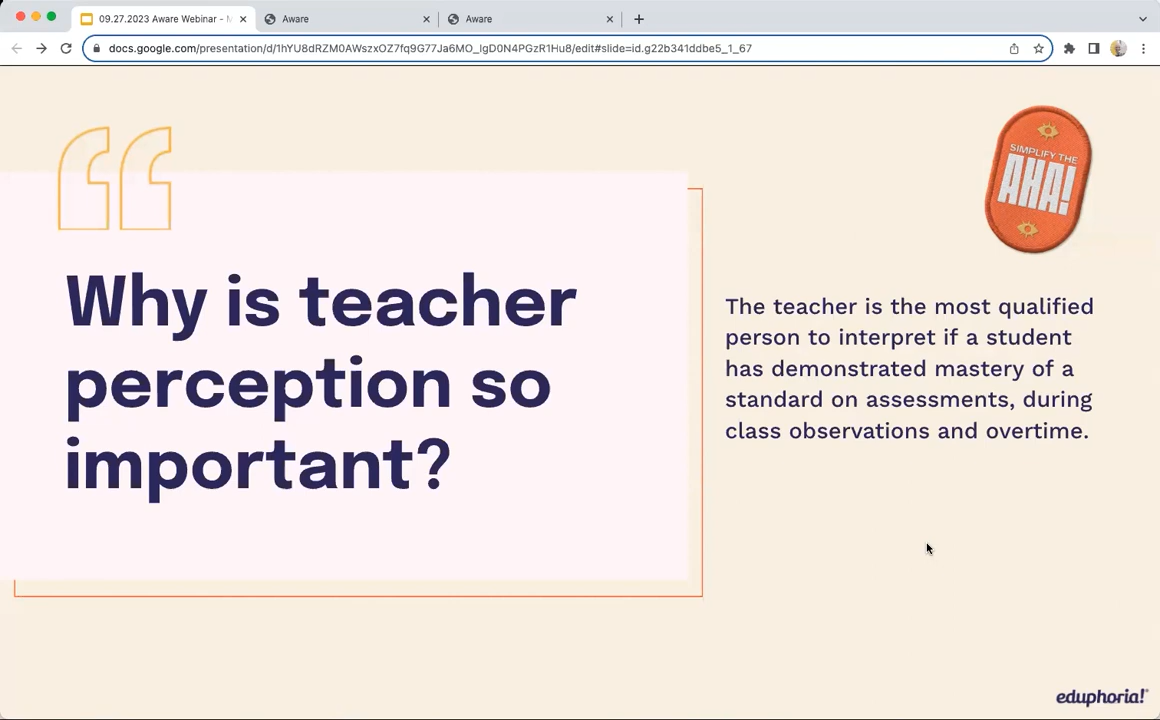 09.27.2023 Aware Webinar - M
Aware
Aware
docs.google.com/presentation/d/1hYU8dRZM0AWszxOZ7fq9G77Ja6MO_IgD0N4PGzR1Hu8/edit#slide=id.g22b341ddbe5_1_67
SIMPLIFY THE
AHA!
Why is teacher
perception so
important?
The teacher is the most qualified
person to interpret if a student
has demonstrated mastery of a
standard on assessments, during
class observations and overtime.
eduphoria!